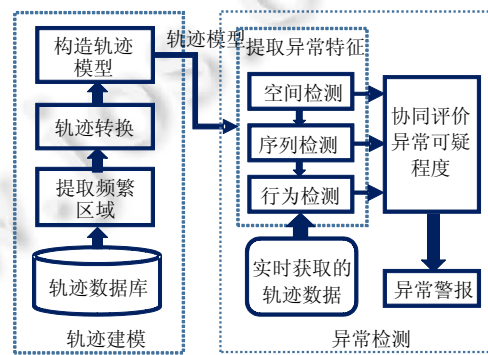 构造轨迹
模型
轨迹转换
提取频繁
区域
轨迹数据库
轨迹建模
轨迹模型
提取异常特征
空间检测
序列检测
行为检测
实时获取的
轨迹数据
协同评价
异常可疑
程度
异常警报
异常检测